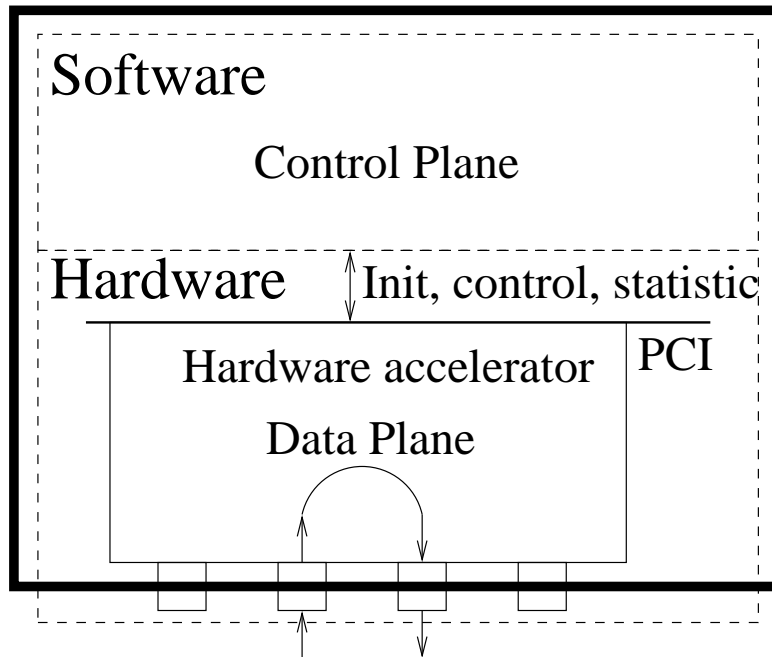 Software
Control Plane
Hardware
Init, control, statistic
PCI
Hardware accelerator
Data Plane